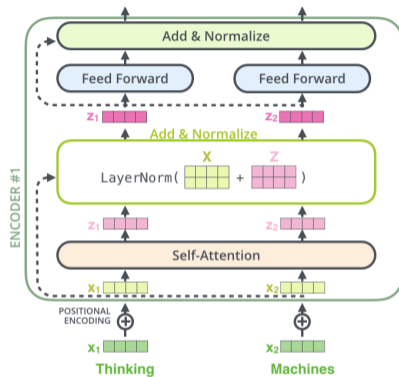 Add & Normalize
Feed Forward
Feed Forward
z1
z2
Add & Normalize
X
Z
LayerNorm( + )
ENCODER #1
z1
z2
Self-Attention
x1
x2
POSITIONAL
ENCODING
x1
x2
Thinking
Machines